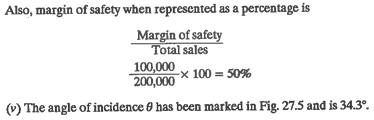 Also, margin of safety when represented as a percentage is
Margin of safety
Total sales
100,000
200,000 × 100 = 50%
(v) The angle of incidence θ has been marked in Fig. 27.5 and is 34.3°.